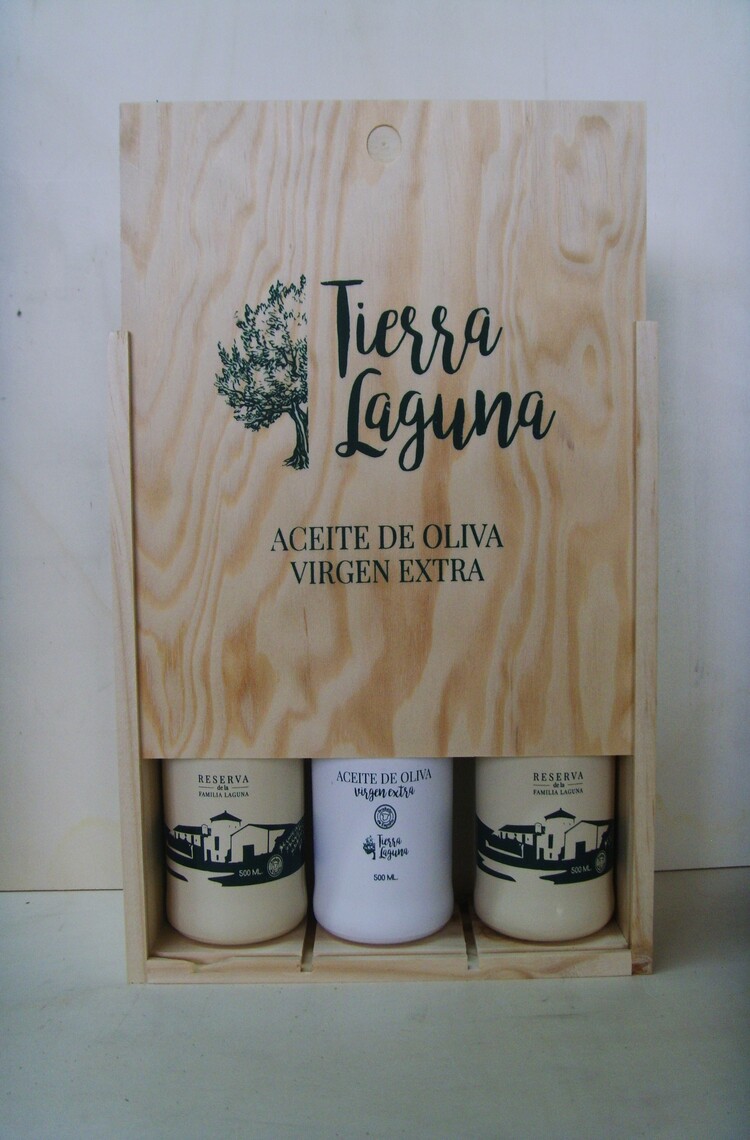 Tierra
Laguna
ACEITE DE OLIVA
VIRGEN EXTRA
RESERVA
de la
FAMILIA LAGUNA
500 ML.
ACEITE DE OLIVA
virgen extra
Tierra
Laguna
500 ML.
RESERVA
de la
FAMILIA LAGUNA
500 ML.